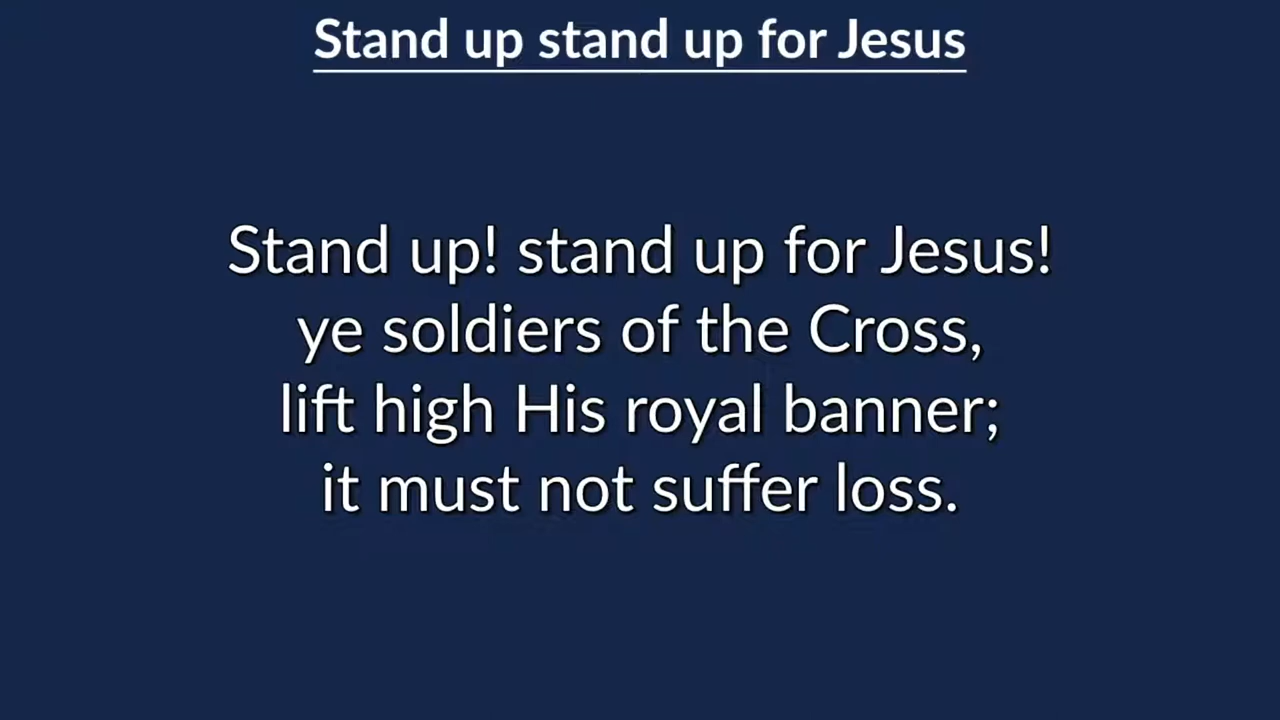 Stand up stand up for Jesus
Stand up! stand up for Jesus!
ye soldiers of the Cross,
lift high His royal banner;
it must not suffer loss.